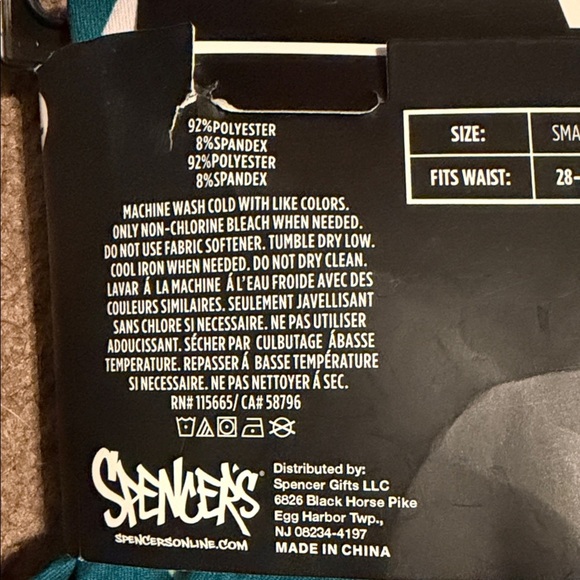 92%POLYESTER
8%SPANDEX
92%POLYESTER
8%SPANDEX
MACHINE WASH COLD WITH LIKE COLORS.
ONLY NON-CHLORINE BLEACH WHEN NEEDED.
DO NOT USE FABRIC SOFTENER. TUMBLE DRY LOW.
COOL IRON WHEN NEEDED. DO NOT DRY CLEAN.
LAVAR Á LA MACHINE Á L'EAU FROIDE AVEC DES
COULEURS SIMILAIRES. SEULEMENT JAVELLISANT
SANS CHLORE SI NECESSAIRE. NE PAS UTILISER
ADOUCISSANT. SÉCHER PAR CULBUTAGE ÁBASSE
TEMPERATURE. REPASSER Á BASSE TEMPÉRATURE
SI NECESSAIRE. NE PAS NETTOYER Á SEC.
RN# 115665/ CA# 58796
SPENCER'S®
SPENCERSONLINE.COM
Distributed by:
Spencer Gifts LLC
6826 Black Horse Pike
Egg Harbor Twp.,
NJ 08234-4197
MADE IN CHINA
SIZE: SMA
FITS WAIST: 28-